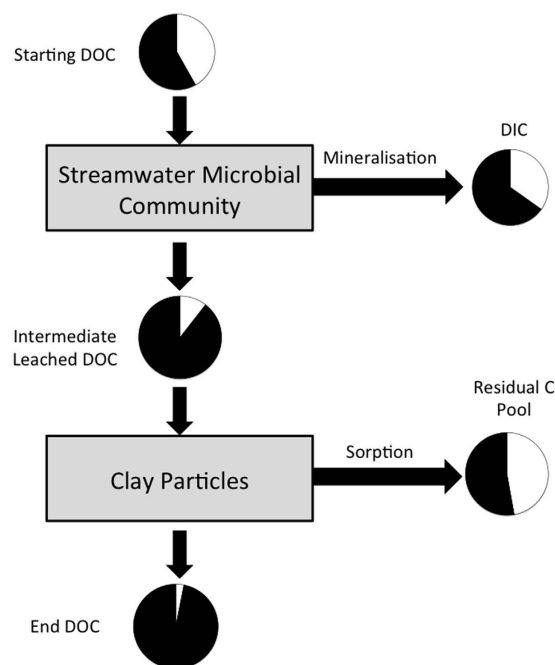 Starting DOC
DIC
Mineralisation
Streamwater Microbial
Community
Intermediate
Leached DOC
Residual C
Pool
Sorption
Clay Particles
End DOC